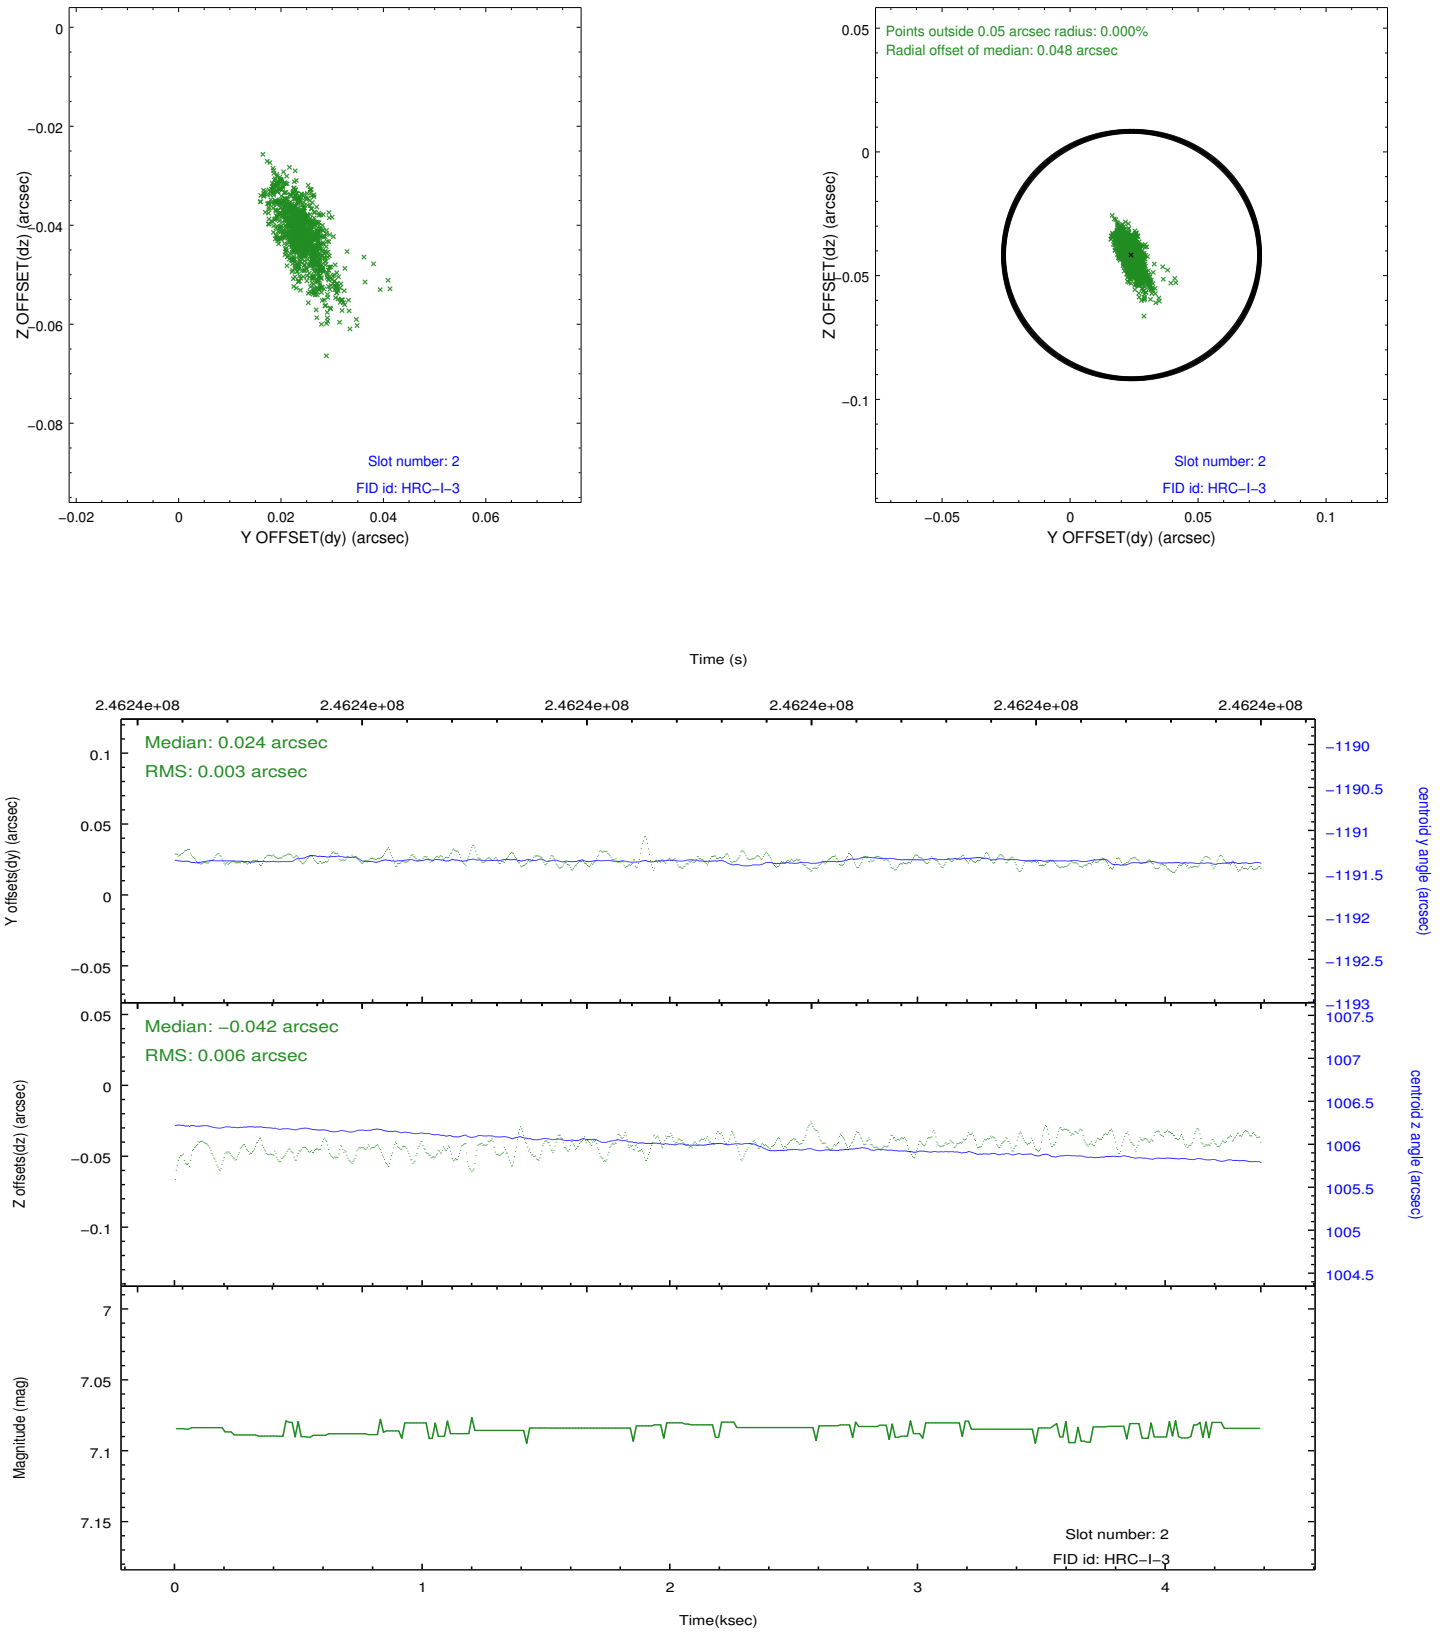 0
−0.02
−0.04
−0.06
−0.08
Z OFFSET(dz) (arcsec)
Slot number: 2
FID id: HRC−I−3
−0.02
0
0.02
0.04
0.06
Y OFFSET(dy) (arcsec)
Points outside 0.05 arcsec radius: 0.000%
Radial offset of median: 0.048 arcsec
0.05
0
−0.05
−0.1
Z OFFSET(dz) (arcsec)
Slot number: 2
FID id: HRC−I−3
−0.05
0
0.05
0.1
Y OFFSET(dy) (arcsec)
Time (s)
2.4624e+08
2.4624e+08
2.4624e+08
2.4624e+08
2.4624e+08
2.4624e+08
Median: 0.024 arcsec
RMS: 0.003 arcsec
0.1
0.05
0
−0.05
Y offsets(dy) (arcsec)
−1190
−1190.5
−1191
−1191.5
−1192
−1192.5
−1193
centroid y angle (arcsec)
Median: −0.042 arcsec
RMS: 0.006 arcsec
0.05
0
−0.05
−0.1
Z offsets(dz) (arcsec)
1007.5
1007
1006.5
1006
1005.5
1005
1004.5
centroid z angle (arcsec)
7
7.05
7.1
7.15
Magnitude (mag)
Slot number: 2
FID id: HRC−I−3
0
1
2
3
4
Time(ksec)